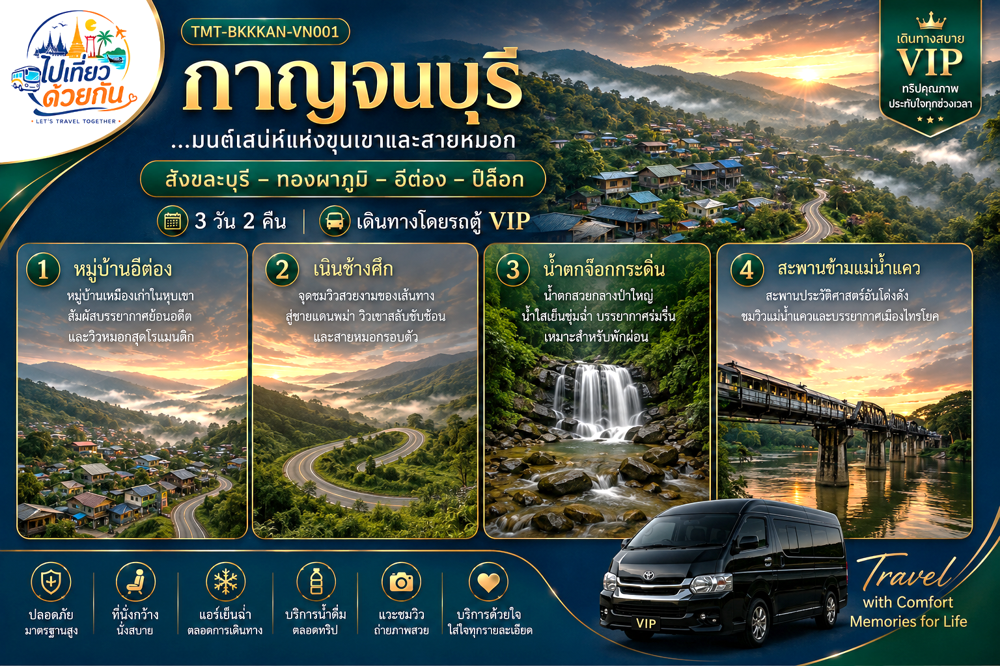 ไปเที่ยว
ด้วยกัน
• LET'S TRAVEL TOGETHER •
TMT-BKKKAN-VN001
กาญจนบุรี
...มนต์เสน่ห์แห่งขุนเขาและสายหมอก
สังขละบุรี – ทองผาภูมิ – อีต่อง – ปิล็อก
3 วัน 2 คืน
เดินทางโดยรถตู้ VIP
เดินทางสบาย
VIP
ทริปคุณภาพ
ประทับใจทุกช่วงเวลา
1 หมู่บ้านอีต่อง
หมู่บ้านเหมืองเก่าในหุบเขา
สัมผัสบรรยากาศย้อนอดีต
และวิวหมอกสุดโรแมนติก
2 เนินช้างศึก
จุดชมวิวสวยงามของเส้นทาง
สู่ชายแดนพม่า วิวเขาสลับซับซ้อน
และสายหมอกรอบตัว
3 น้ำตกจ๊อกกระดิ่น
น้ำตกสวยกลางป่าใหญ่
น้ำใสเย็นชุ่มฉ่ำ บรรยากาศร่มรื่น
เหมาะสำหรับพักผ่อน
4 สะพานข้ามแม่น้ำแคว
สะพานประวัติศาสตร์อันโด่งดัง
ชมวิวแม่น้ำแควและบรรยากาศเมืองไทรโยค
ปลอดภัย
มาตรฐานสูง
ที่นั่งกว้าง
นั่งสบาย
แอร์เย็นฉ่ำ
ตลอดการเดินทาง
บริการน้ำดื่ม
ตลอดทริป
แวะชมวิว
ถ่ายภาพสวย
บริการด้วยใจ
ใส่ใจทุกรายละเอียด
VIP
Travel
with Comfort
Memories for Life